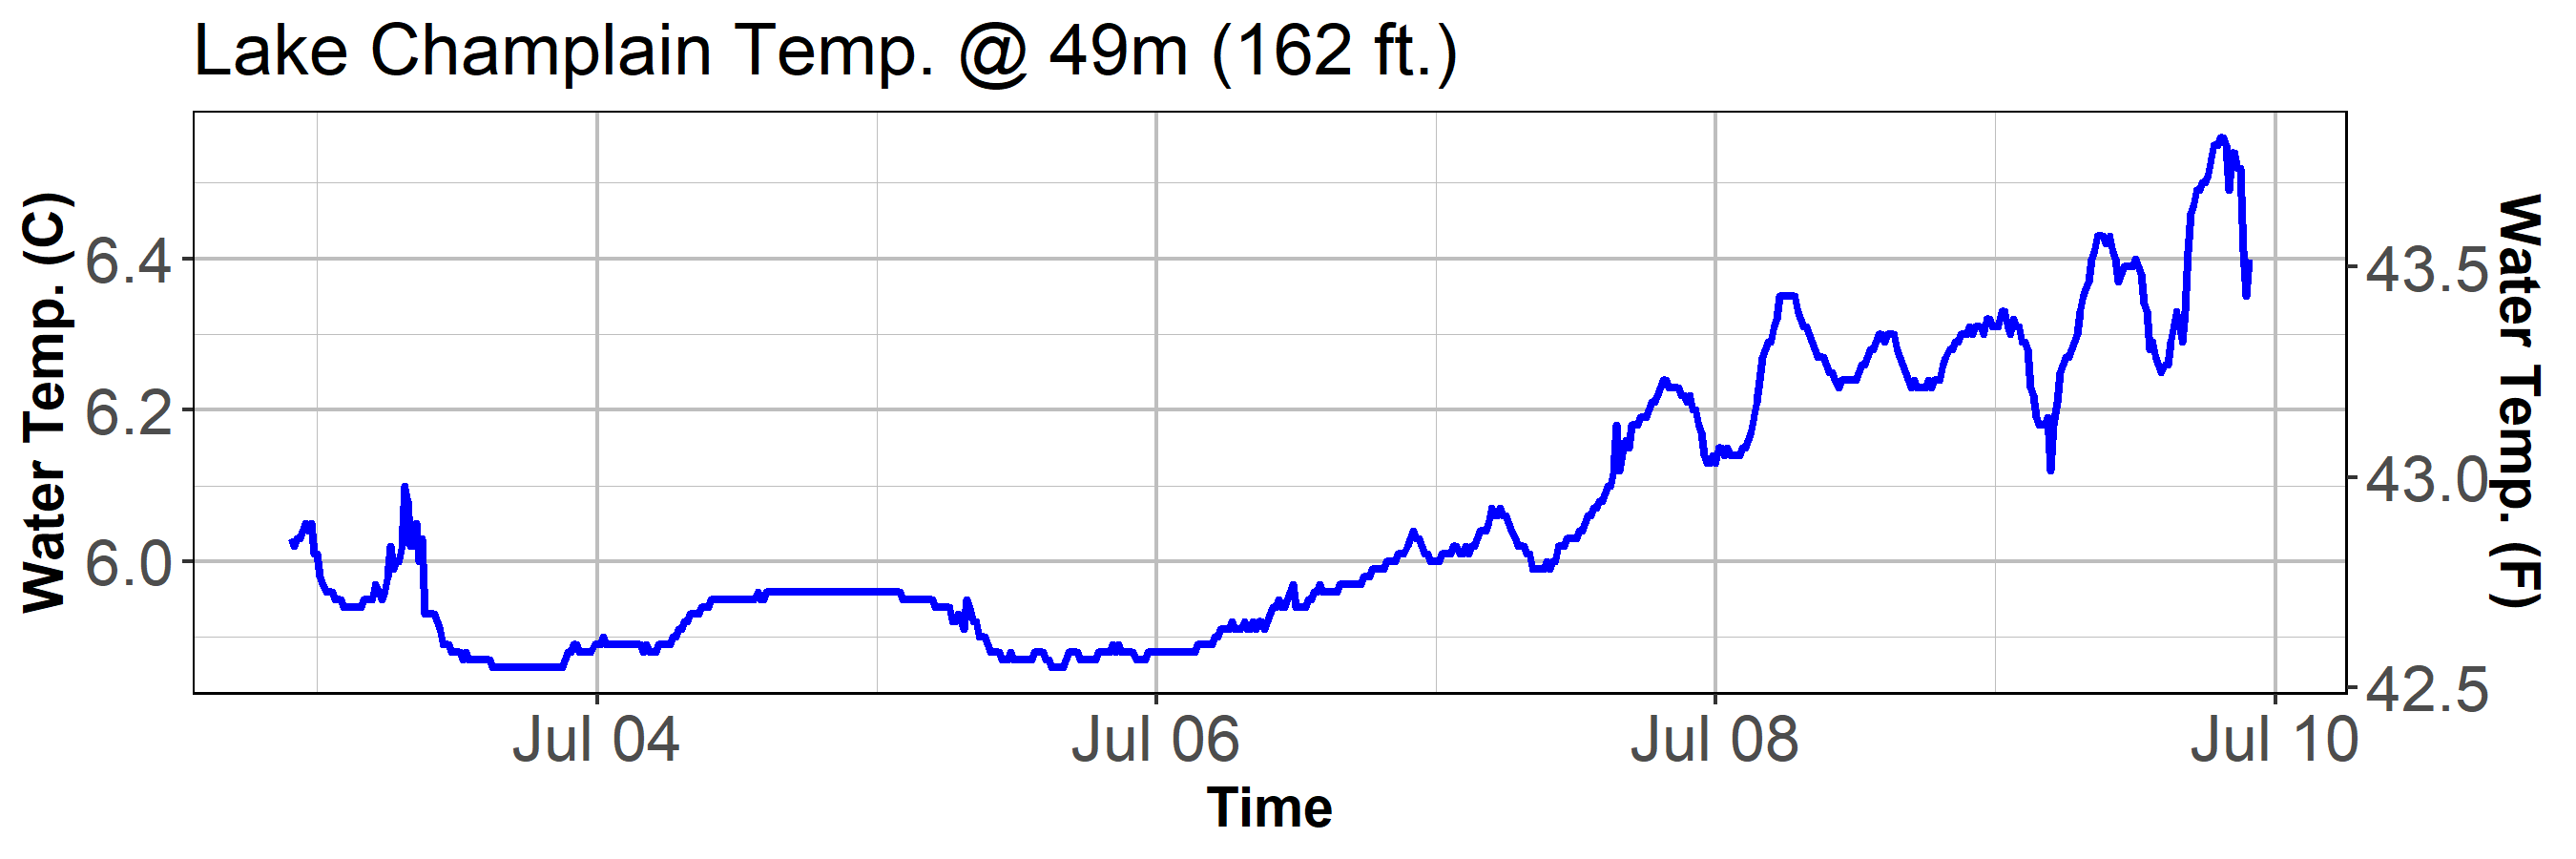 Lake Champlain Temp. @ 49m (162 ft.)
Water Temp. (C)
6.4
6.2
6.0
43.5
43.0
42.5
Water Temp. (F)
Jul 04 Jul 06 Jul 08 Jul 10
Time